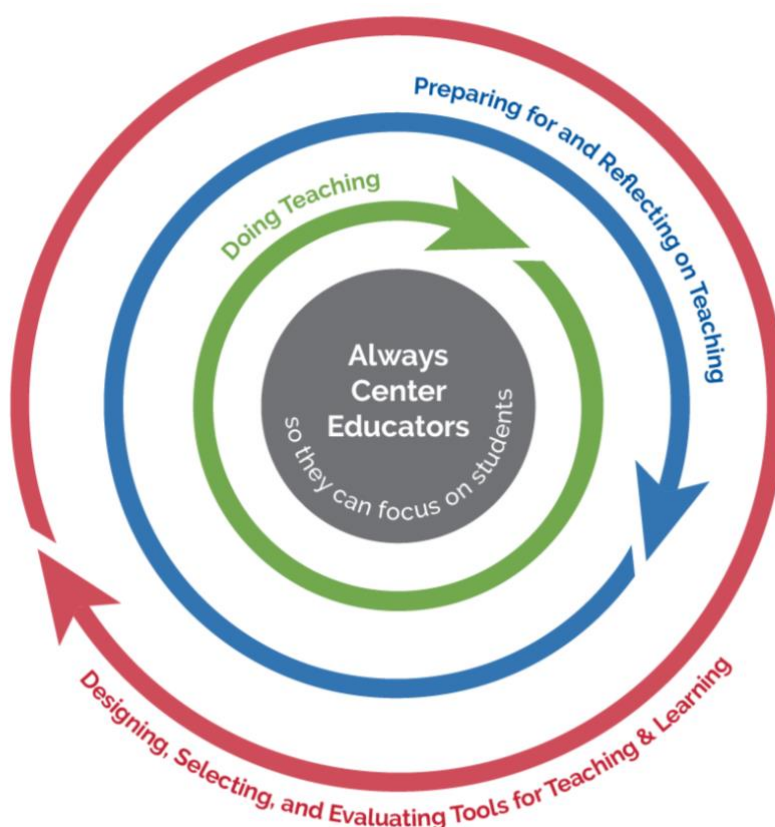 Preparing for and Reflecting on Teaching
Doing Teaching
Always
Center
Educators
so they can focus on students
Designing, Selecting, and Evaluating Tools for Teaching & Learning